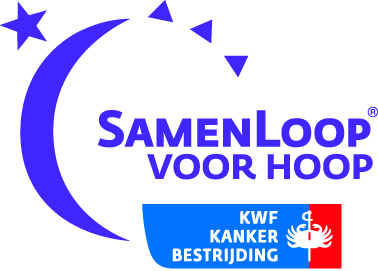 SAMENLOOP®
VOOR HOOP
KWF
KANKER
BESTRIJDING